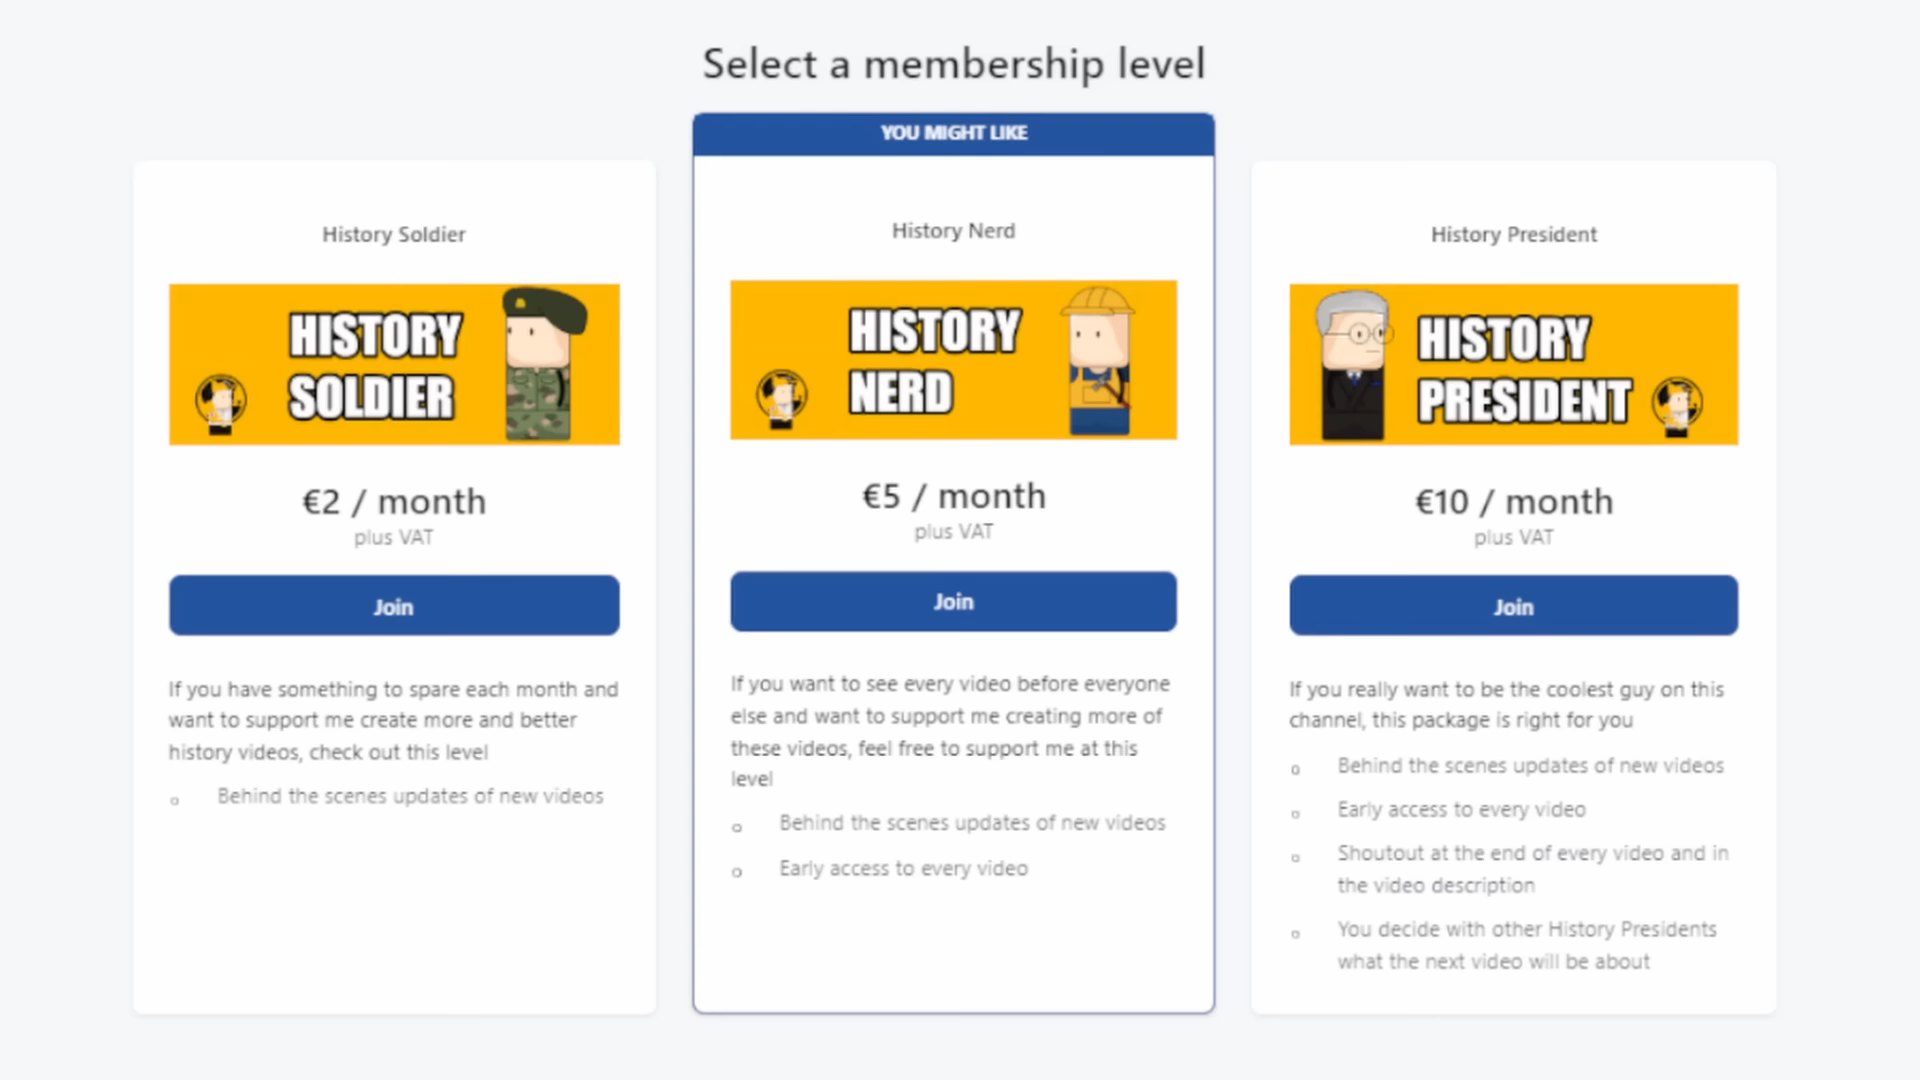 Select a membership level
YOU MIGHT LIKE
History Soldier
HISTORY
SOLDIER
€2 / month
plus VAT
Join
If you have something to spare each month and
want to support me create more and better
history videos, check out this level
Behind the scenes updates of new videos
History Nerd
HISTORY
NERD
€5 / month
plus VAT
Join
If you want to see every video before everyone
else and want to support me creating more of
these videos, feel free to support me at this
level
Behind the scenes updates of new videos
Early access to every video
History President
HISTORY
PRESIDENT
€10 / month
plus VAT
Join
If you really want to be the coolest guy on this
channel, this package is right for you
Behind the scenes updates of new videos
Early access to every video
Shoutout at the end of every video and in
the video description
You decide with other History Presidents
what the next video will be about